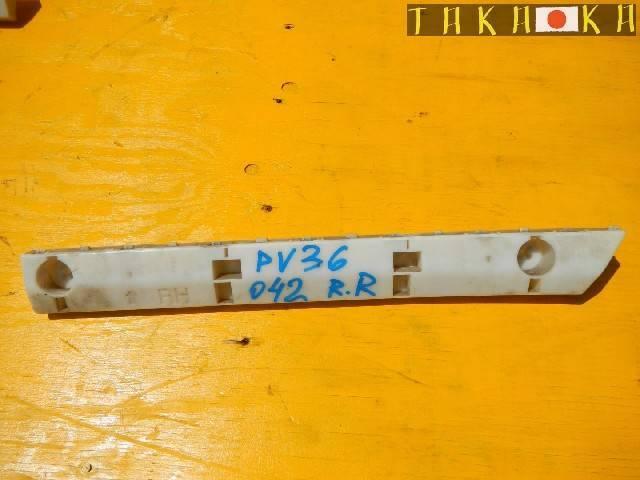 TAKAOKA
PV36
042 R.R
RH